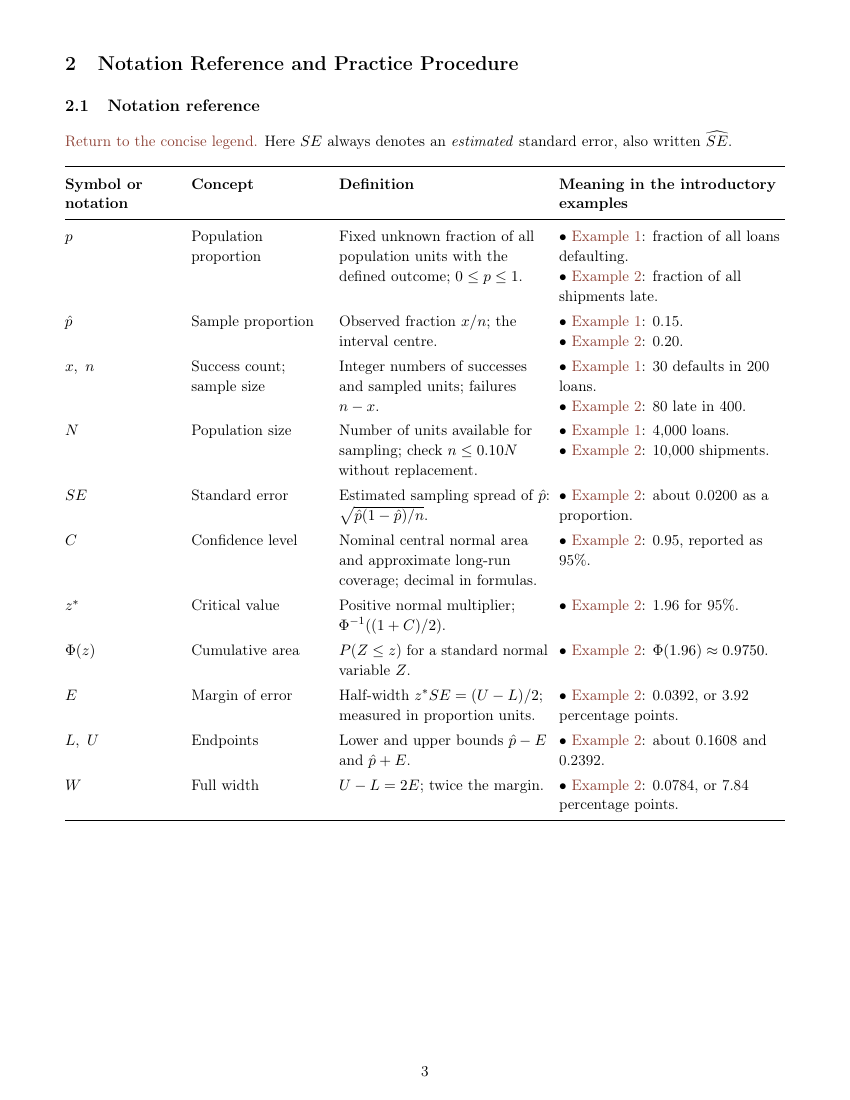 2 Notation Reference and Practice Procedure
2.1 Notation reference
Return to the concise legend. Here SE always denotes an estimated standard error, also written \widehat{SE}.
Symbol or notation | Concept | Definition | Meaning in the introductory examples
p | Population proportion | Fixed unknown fraction of all population units with the defined outcome; 0 ≤ p ≤ 1. | • Example 1: fraction of all loans defaulting. • Example 2: fraction of all shipments late.
p̂ | Sample proportion | Observed fraction x/n; the interval centre. | • Example 1: 0.15. • Example 2: 0.20.
x, n | Success count; sample size | Integer numbers of successes and sampled units; failures n − x. | • Example 1: 30 defaults in 200 loans. • Example 2: 80 late in 400.
N | Population size | Number of units available for sampling; check n ≤ 0.10N without replacement. | • Example 1: 4,000 loans. • Example 2: 10,000 shipments.
SE | Standard error | Estimated sampling spread of p̂: √(p̂(1 − p̂)/n). | • Example 2: about 0.0200 as a proportion.
C | Confidence level | Nominal central normal area and approximate long-run coverage; decimal in formulas. | • Example 2: 0.95, reported as 95%.
z* | Critical value | Positive normal multiplier; Φ⁻¹((1 + C)/2). | • Example 2: 1.96 for 95%.
Φ(z) | Cumulative area | P(Z ≤ z) for a standard normal variable Z. | • Example 2: Φ(1.96) ≈ 0.9750.
E | Margin of error | Half-width z*SE = (U − L)/2; measured in proportion units. | • Example 2: 0.0392, or 3.92 percentage points.
L, U | Endpoints | Lower and upper bounds p̂ − E and p̂ + E. | • Example 2: about 0.1608 and 0.2392.
W | Full width | U − L = 2E; twice the margin. | • Example 2: 0.0784, or 7.84 percentage points.
3